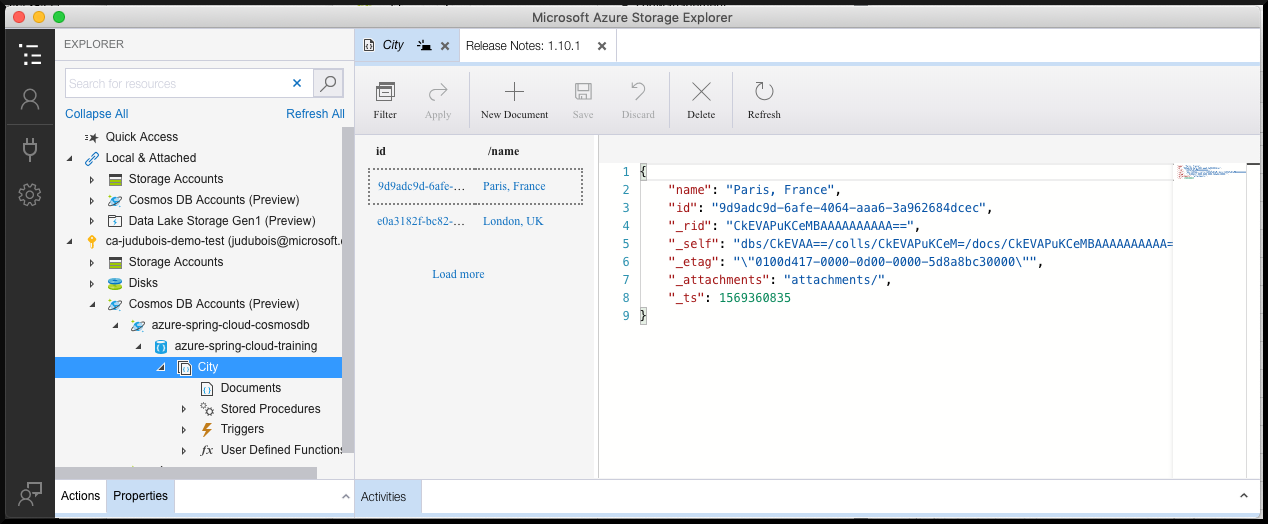 Microsoft Azure Storage Explorer
EXPLORER
Search for resources
Collapse All
Refresh All
Quick Access
Local & Attached
Storage Accounts
Cosmos DB Accounts (Preview)
Data Lake Storage Gen1 (Preview)
ca-judubois-demo-test (judubois@microsoft.
Storage Accounts
Disks
Cosmos DB Accounts (Preview)
azure-spring-cloud-cosmosdb
azure-spring-cloud-training
City
Documents
Stored Procedures
Triggers
fx User Defined Functions
Actions
Properties
City
Release Notes: 1.10.1
Filter
Apply
New Document
Save
Discard
Delete
Refresh
id /name
9d9adc9d-6afe-... Paris, France
e0a3182f-bc82-... London, UK
Load more
1 {
2 "name": "Paris, France",
3 "id": "9d9adc9d-6afe-4064-aaa6-3a962684dcec",
4 "_rid": "CkEVAPuKCeMBAAAAAAAAAA==",
5 "_self": "dbs/CkEVAA==/colls/CkEVAPuKCeM=/docs/CkEVAPuKCeMBAAAAAAAAAA=
6 "_etag": "\"0100d417-0000-0d00-0000-5d8a8bc30000\"",
7 "_attachments": "attachments/",
8 "_ts": 1569360835
9 }
Activities